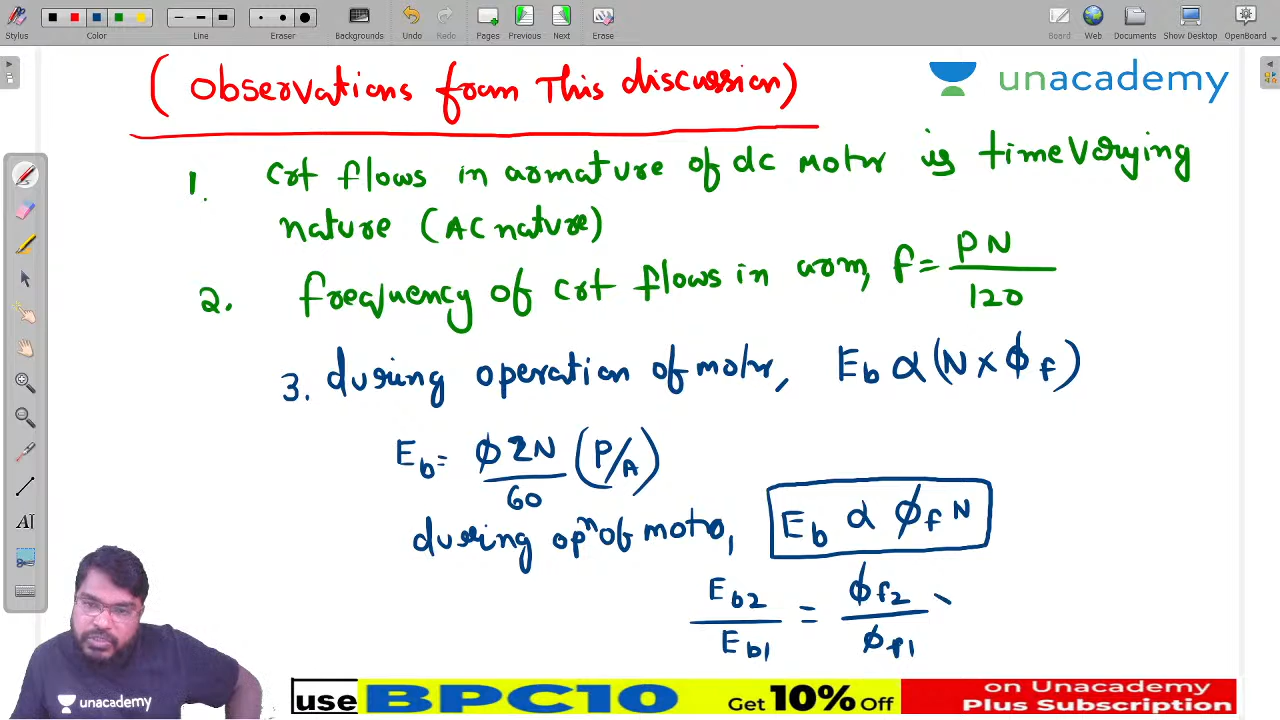 Stylus
Color
Line
Eraser
Backgrounds
Undo
Redo
Pages
Previous
Next
Erase
Board
Web
Documents
Show Desktop
OpenBoard
(Observations from This discussion)
unacademy
1. Crt flows in armature of dc motor is time Verying
nature (AC nature)
2. frequency of crt flows in arm, f = PN/120
3. during operation of motor, Eb α (N × ϕf)
Eb = ϕZN/60 (P/A)
during opn of motor, Eb α ϕf N
Eb2/Eb1 = ϕf2/ϕf1
unacademy
use BPC10 Get 10% Off on Unacademy
Plus Subscription